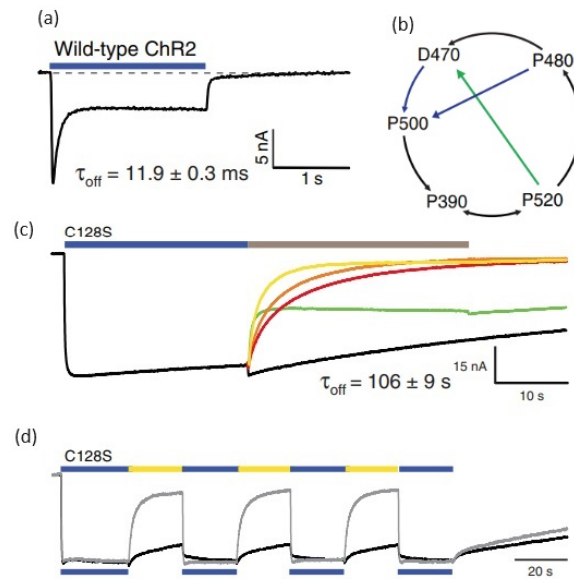 (a)
Wild-type ChR2
τoff = 11.9 ± 0.3 ms
5 nA
1 s
(b)
D470
P480
P500
P390
P520
(c)
C128S
τoff = 106 ± 9 s
15 nA
10 s
(d)
C128S
20 s